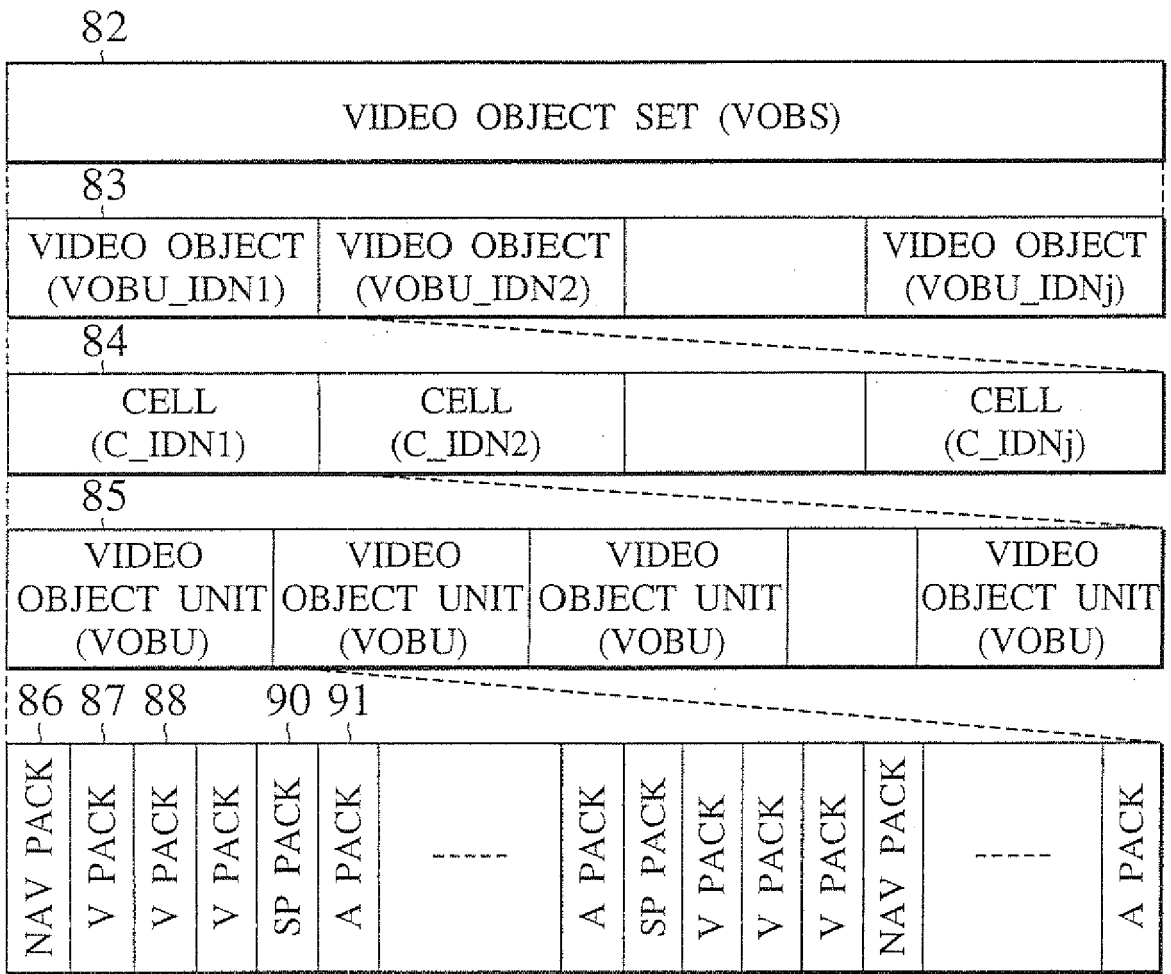 82
VIDEO OBJECT SET (VOBS)
83
VIDEO OBJECT (VOBU_IDN1)
VIDEO OBJECT (VOBU_IDN2)
VIDEO OBJECT (VOBU_IDNj)
84
CELL (C_IDN1)
CELL (C_IDN2)
CELL (C_IDNj)
85
VIDEO OBJECT UNIT (VOBU)
VIDEO OBJECT UNIT (VOBU)
VIDEO OBJECT UNIT (VOBU)
VIDEO OBJECT UNIT (VOBU)
86 87 88 90 91
NAV PACK
V PACK
V PACK
V PACK
SP PACK
A PACK
A PACK
SP PACK
V PACK
V PACK
V PACK
NAV PACK
A PACK